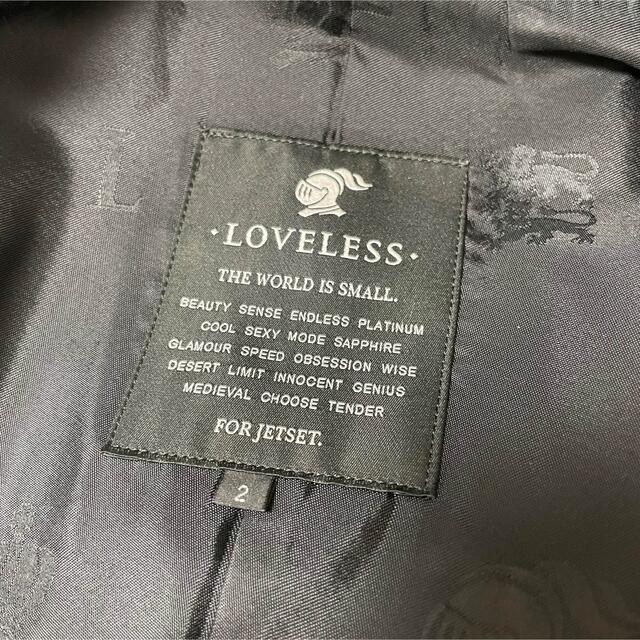 L
·LOVELESS·
THE WORLD IS SMALL.
BEAUTY SENSE ENDLESS PLATINUM
COOL SEXY MODE SAPPHIRE
GLAMOUR SPEED OBSESSION WISE
DESERT LIMIT INNOCENT GENIUS
MEDIEVAL CHOOSE TENDER
FOR JETSET.
2